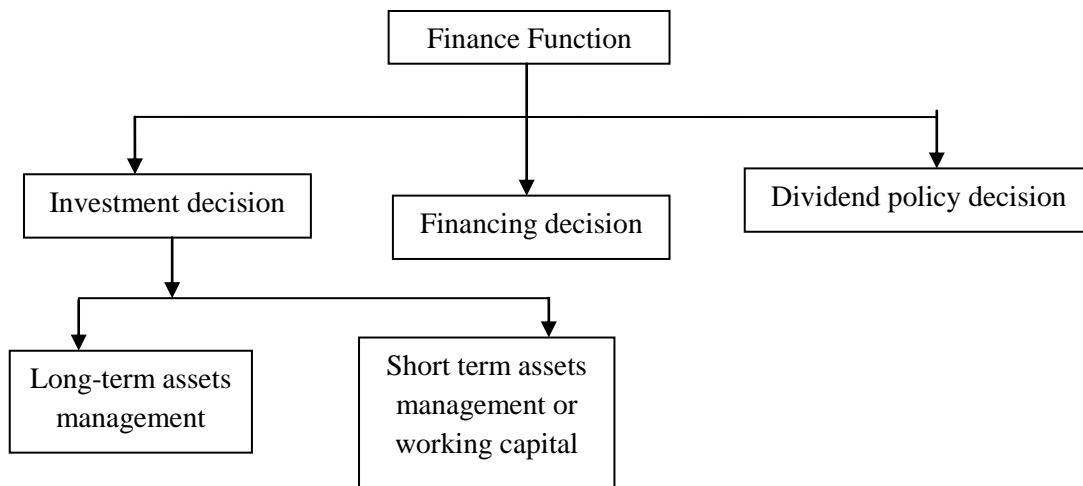 Finance Function
Investment decision
Financing decision
Dividend policy decision
Long-term assets
management
Short term assets
management or
working capital